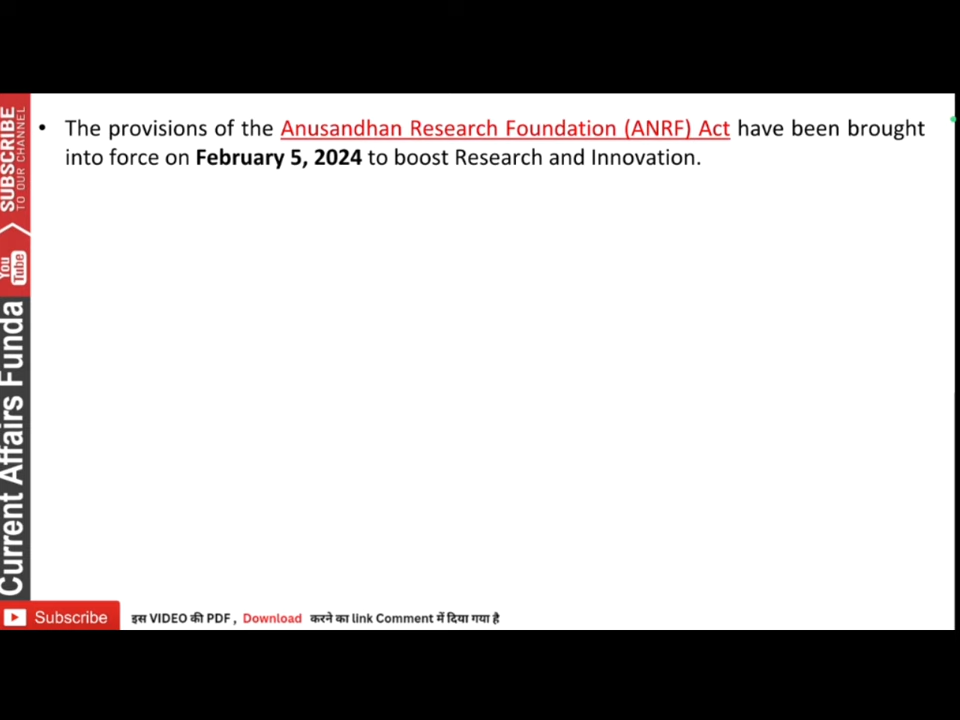 • The provisions of the Anusandhan Research Foundation (ANRF) Act have been brought
into force on February 5, 2024 to boost Research and Innovation.
SUBSCRIBE
TO OUR CHANNEL
You
Tube
Current Affairs Funda
Subscribe
इस VIDEO की PDF , Download करने का link Comment में दिया गया है